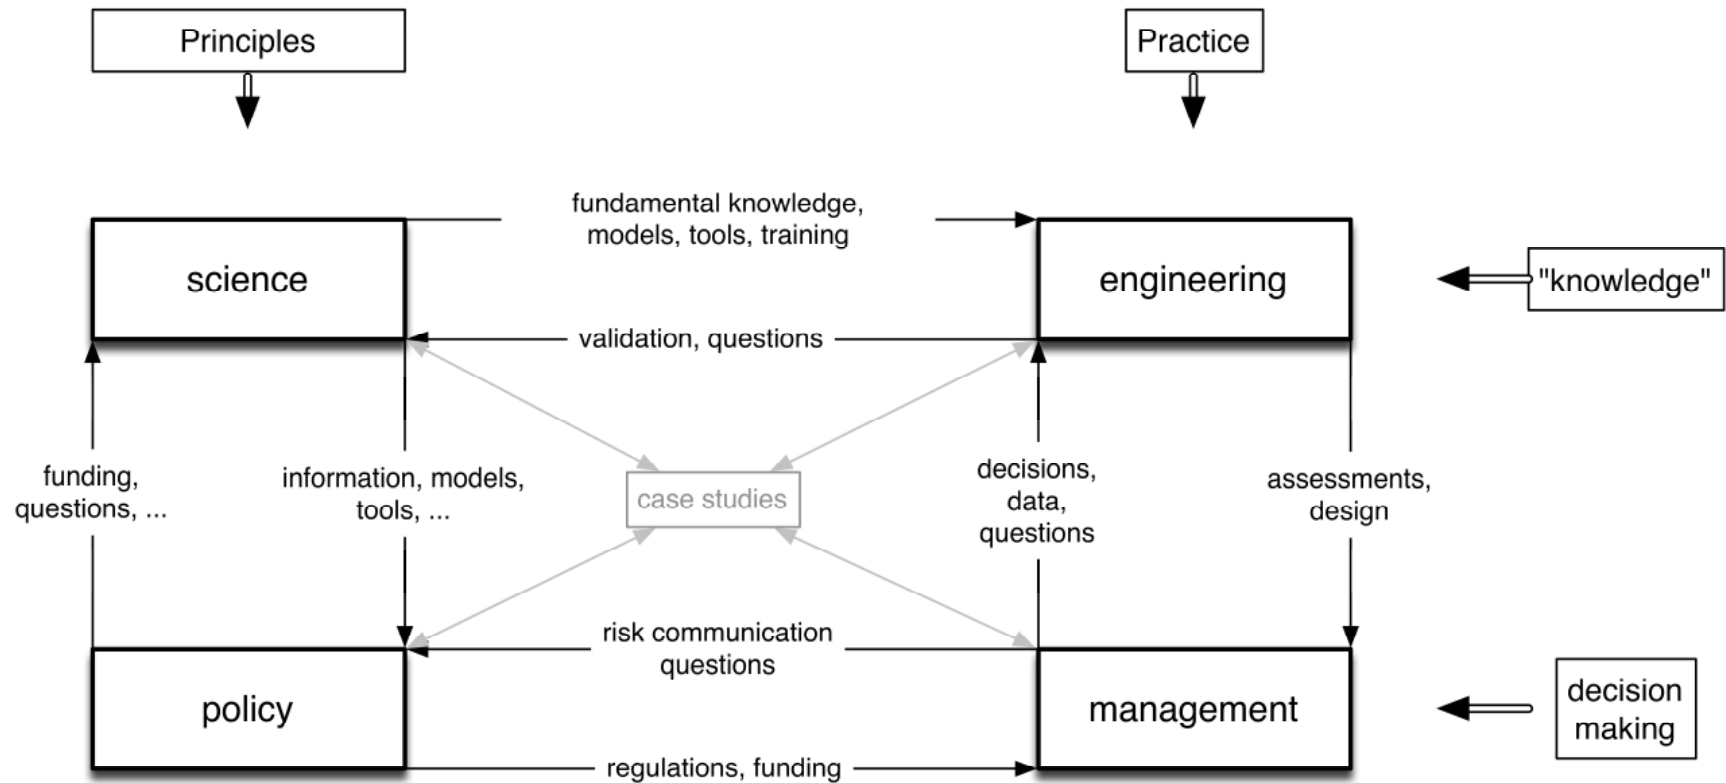 Principles
Practice
fundamental knowledge,
models, tools, training
science
engineering
"knowledge"
validation, questions
funding,
questions, ...
information, models,
tools, ...
case studies
decisions,
data,
questions
assessments,
design
risk communication
questions
policy
management
decision
making
regulations, funding